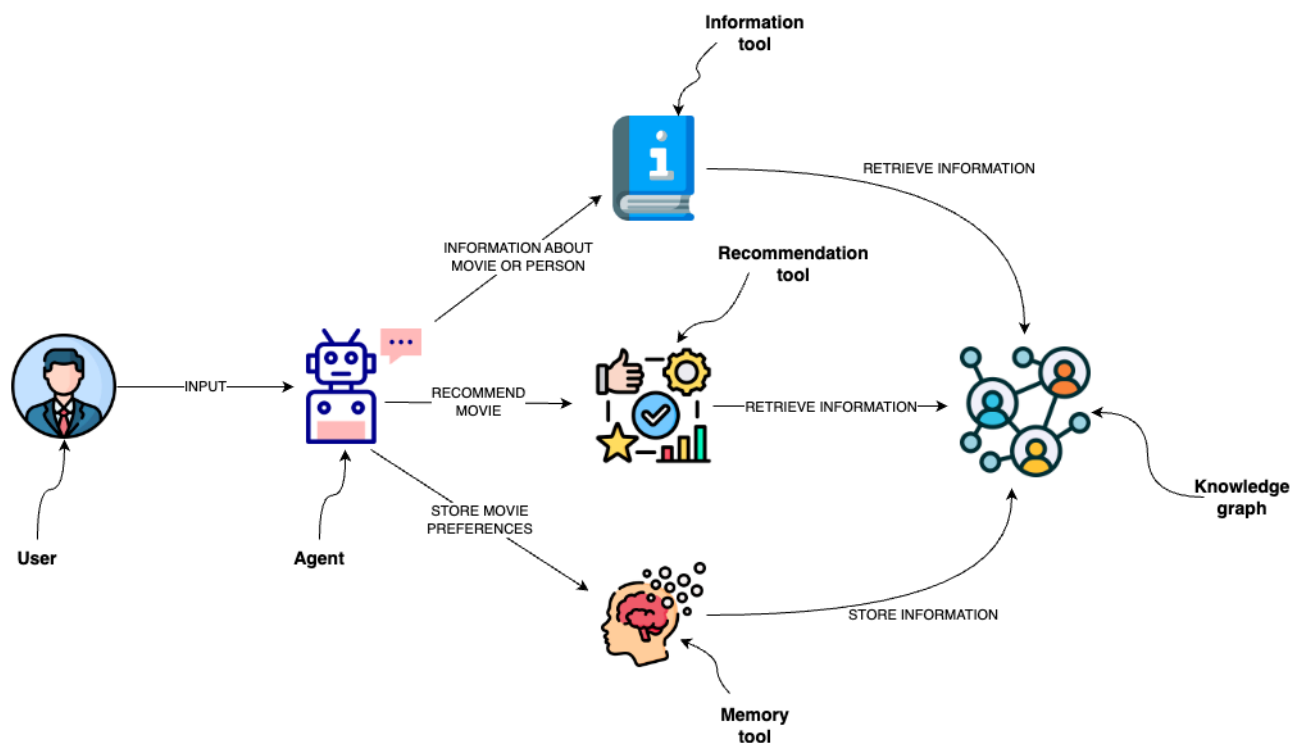 Information
tool
RETRIEVE INFORMATION
INFORMATION ABOUT
MOVIE OR PERSON
Recommendation
tool
INPUT
RECOMMEND
MOVIE
RETRIEVE INFORMATION
Knowledge
graph
STORE MOVIE
PREFERENCES
User
Agent
STORE INFORMATION
Memory
tool